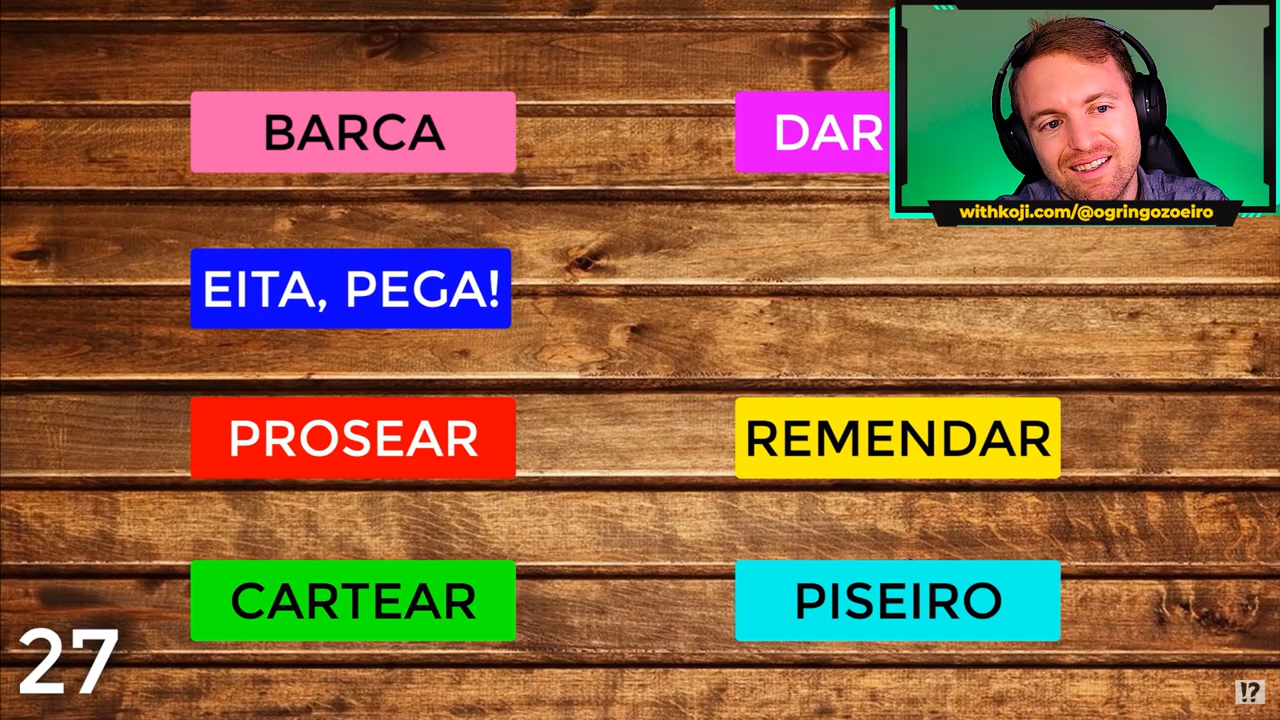 BARCA
DAR
withkoji.com/@ogringozoeiro
EITA, PEGA!
PROSEAR
REMENDAR
CARTEAR
PISEIRO
27
!?